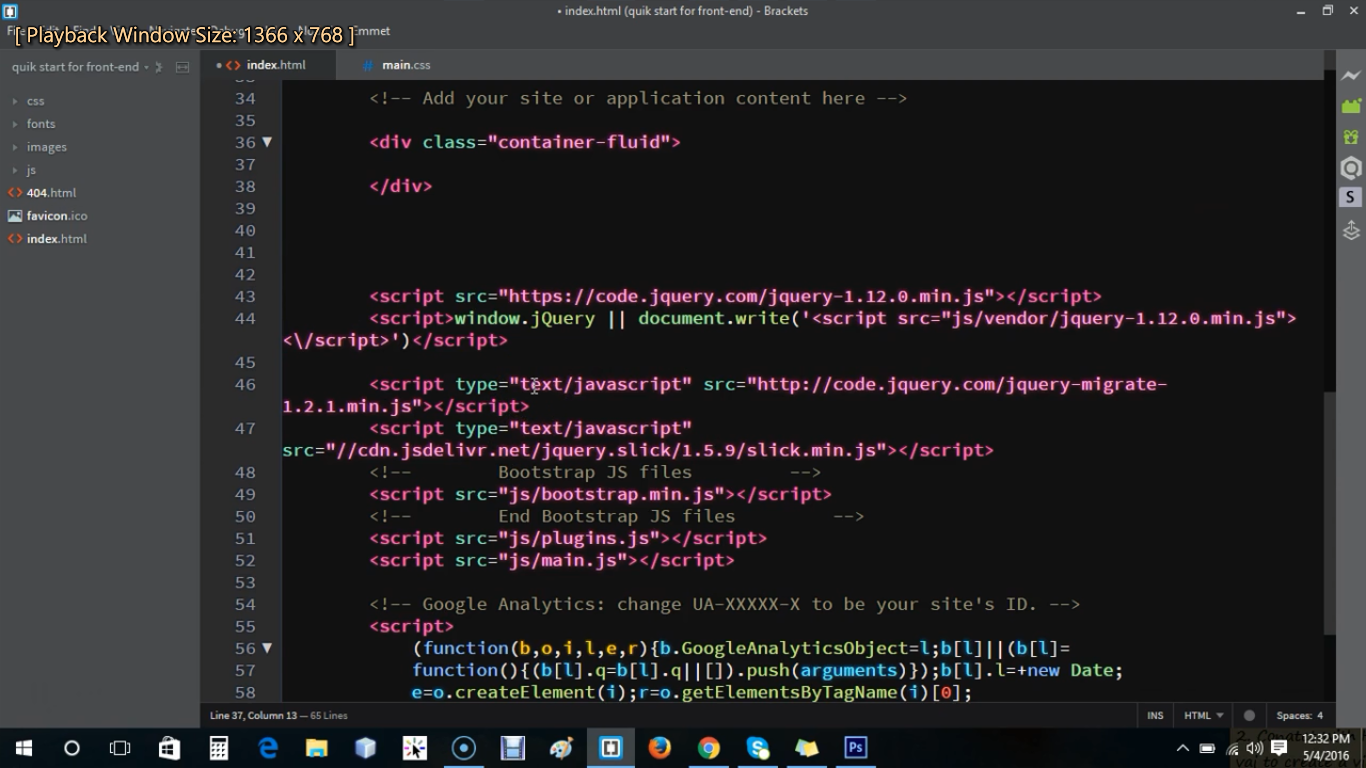 • index.html (quik start for front-end) - Brackets
[ Playback Window Size: 1366 x 768 ]
Emmet
quik start for front-end
css
fonts
images
js
404.html
favicon.ico
index.html
• index.html
# main.css
34 <!-- Add your site or application content here -->
35
36 <div class="container-fluid">
37
38 </div>
39
40
41
42
43 <script src="https://code.jquery.com/jquery-1.12.0.min.js"></script>
44 <script>window.jQuery || document.write('<script src="js/vendor/jquery-1.12.0.min.js">
<\/script>')</script>
45
46 <script type="text/javascript" src="http://code.jquery.com/jquery-migrate-
1.2.1.min.js"></script>
47 <script type="text/javascript"
src="//cdn.jsdelivr.net/jquery.slick/1.5.9/slick.min.js"></script>
48 <!-- Bootstrap JS files -->
49 <script src="js/bootstrap.min.js"></script>
50 <!-- End Bootstrap JS files -->
51 <script src="js/plugins.js"></script>
52 <script src="js/main.js"></script>
53
54 <!-- Google Analytics: change UA-XXXXX-X to be your site's ID. -->
55 <script>
56 (function(b,o,i,l,e,r){b.GoogleAnalyticsObject=l;b[l]||(b[l]=
57 function(){(b[l].q=b[l].q||[]).push(arguments)});b[l].l=+new Date;
58 e=o.createElement(i);r=o.getElementsByTagName(i)[0];
Line 37, Column 13 — 65 Lines
INS
HTML
Spaces: 4
S
Ps
12:32 PM
5/4/2016